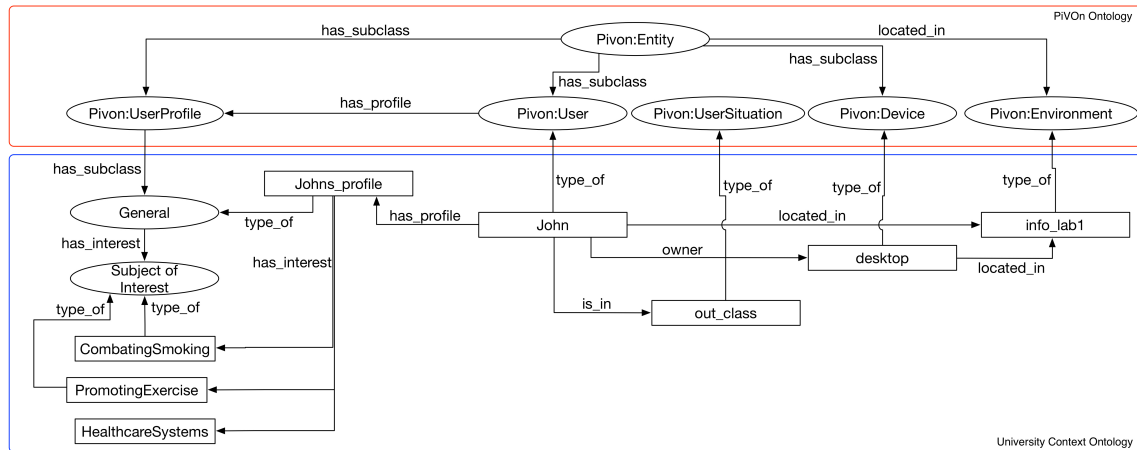 PiVOn Ontology
has_subclass
Pivon:Entity
located_in
has_subclass
has_subclass
has_profile
Pivon:UserProfile
Pivon:User
Pivon:UserSituation
Pivon:Device
Pivon:Environment
has_subclass
Johns_profile
type_of
type_of
type_of
type_of
General
type_of
has_profile
John
located_in
info_lab1
has_interest
has_interest
owner
desktop
located_in
Subject of
Interest
type_of
type_of
is_in
out_class
CombatingSmoking
PromotingExercise
HealthcareSystems
University Context Ontology